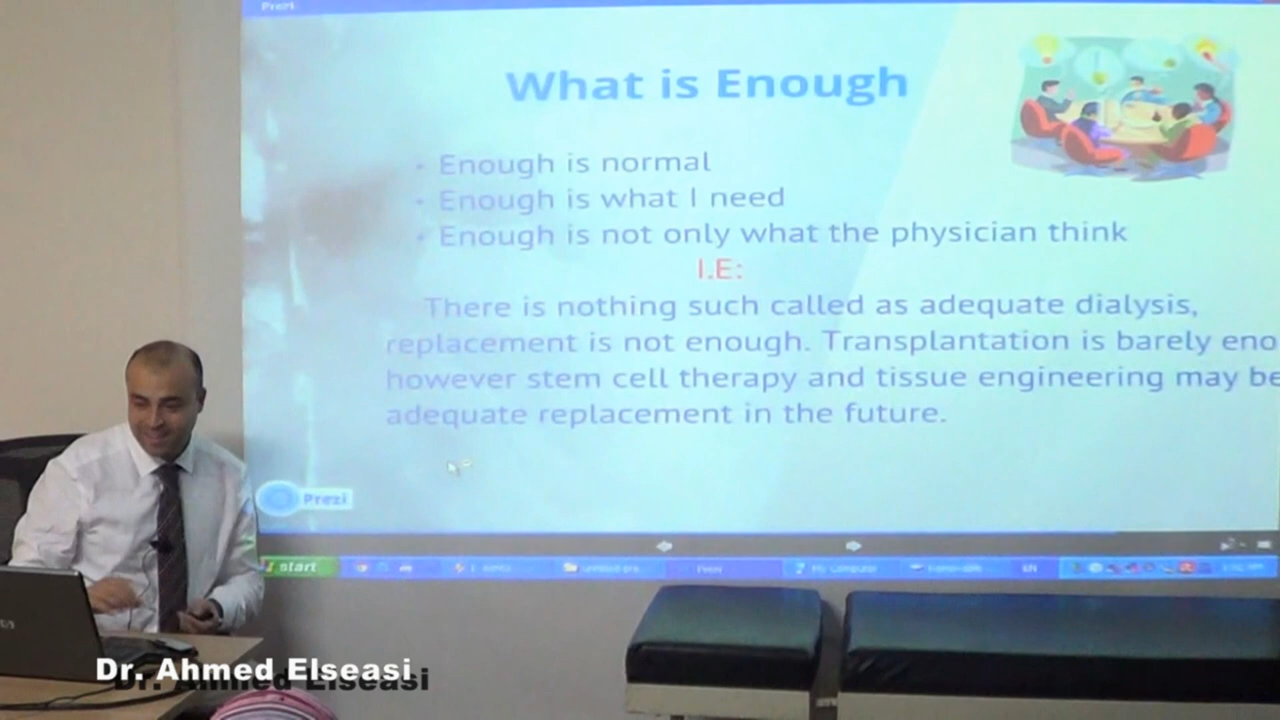 Prezi
What is Enough
• Enough is normal
• Enough is what I need
• Enough is not only what the physician think
I.E:
There is nothing such called as adequate dialysis,
replacement is not enough. Transplantation is barely eno
however stem cell therapy and tissue engineering may be
adequate replacement in the future.
Prezi
start
Prezi
My Computer
EN
Dr. Ahmed Elseasi